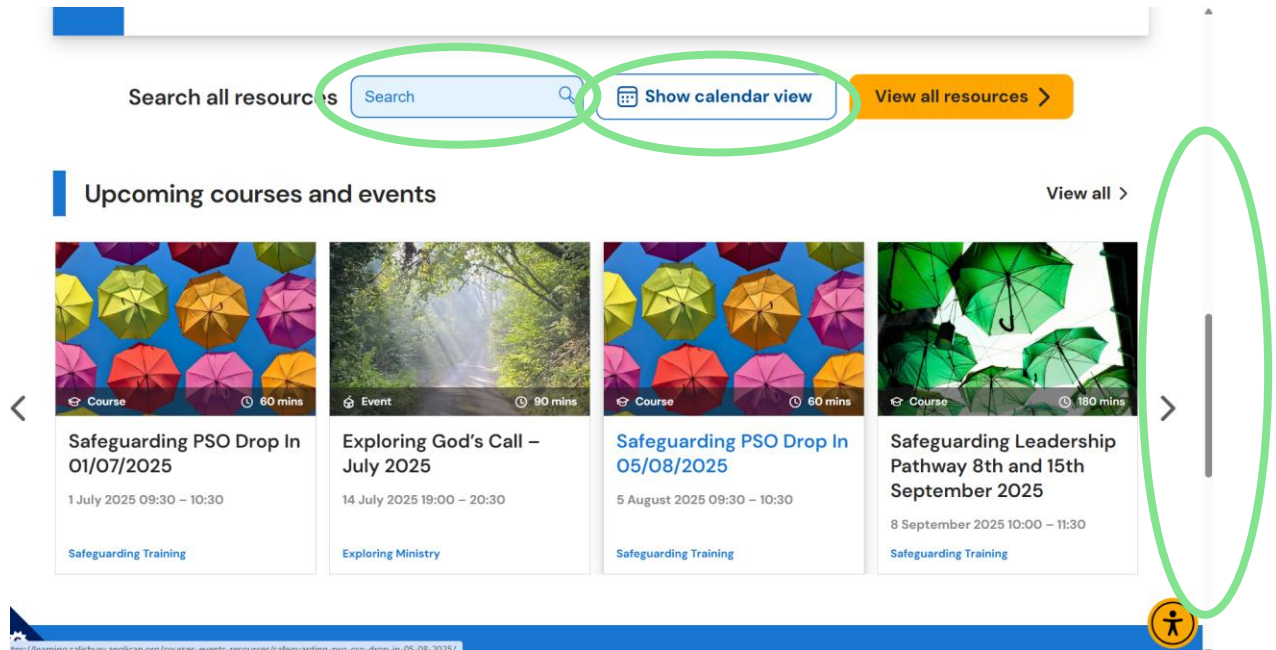 Search all resources Search Show calendar view View all resources
Upcoming courses and events View all
Course 60 mins Event 90 mins Course 60 mins Course 180 mins
Safeguarding PSO Drop In
01/07/2025
1 July 2025 09:30 – 10:30
Safeguarding Training
Exploring God's Call –
July 2025
14 July 2025 19:00 – 20:30
Exploring Ministry
Safeguarding PSO Drop In
05/08/2025
5 August 2025 09:30 – 10:30
Safeguarding Training
Safeguarding Leadership
Pathway 8th and 15th
September 2025
8 September 2025 10:00 – 11:30
Safeguarding Training